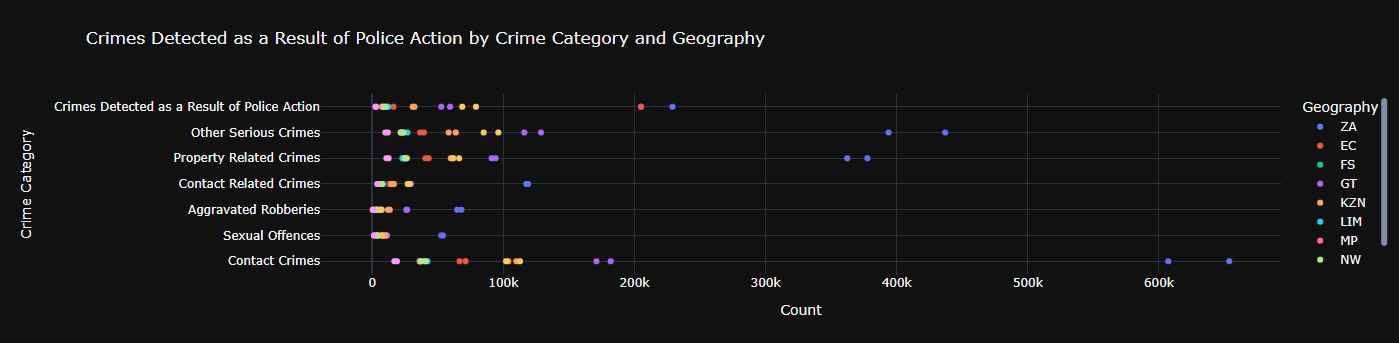 Crimes Detected as a Result of Police Action by Crime Category and Geography
Crime Category
Crimes Detected as a Result of Police Action
Other Serious Crimes
Property Related Crimes
Contact Related Crimes
Aggravated Robberies
Sexual Offences
Contact Crimes
0 100k 200k 300k 400k 500k 600k
Count
Geography
ZA
EC
FS
GT
KZN
LIM
MP
NW